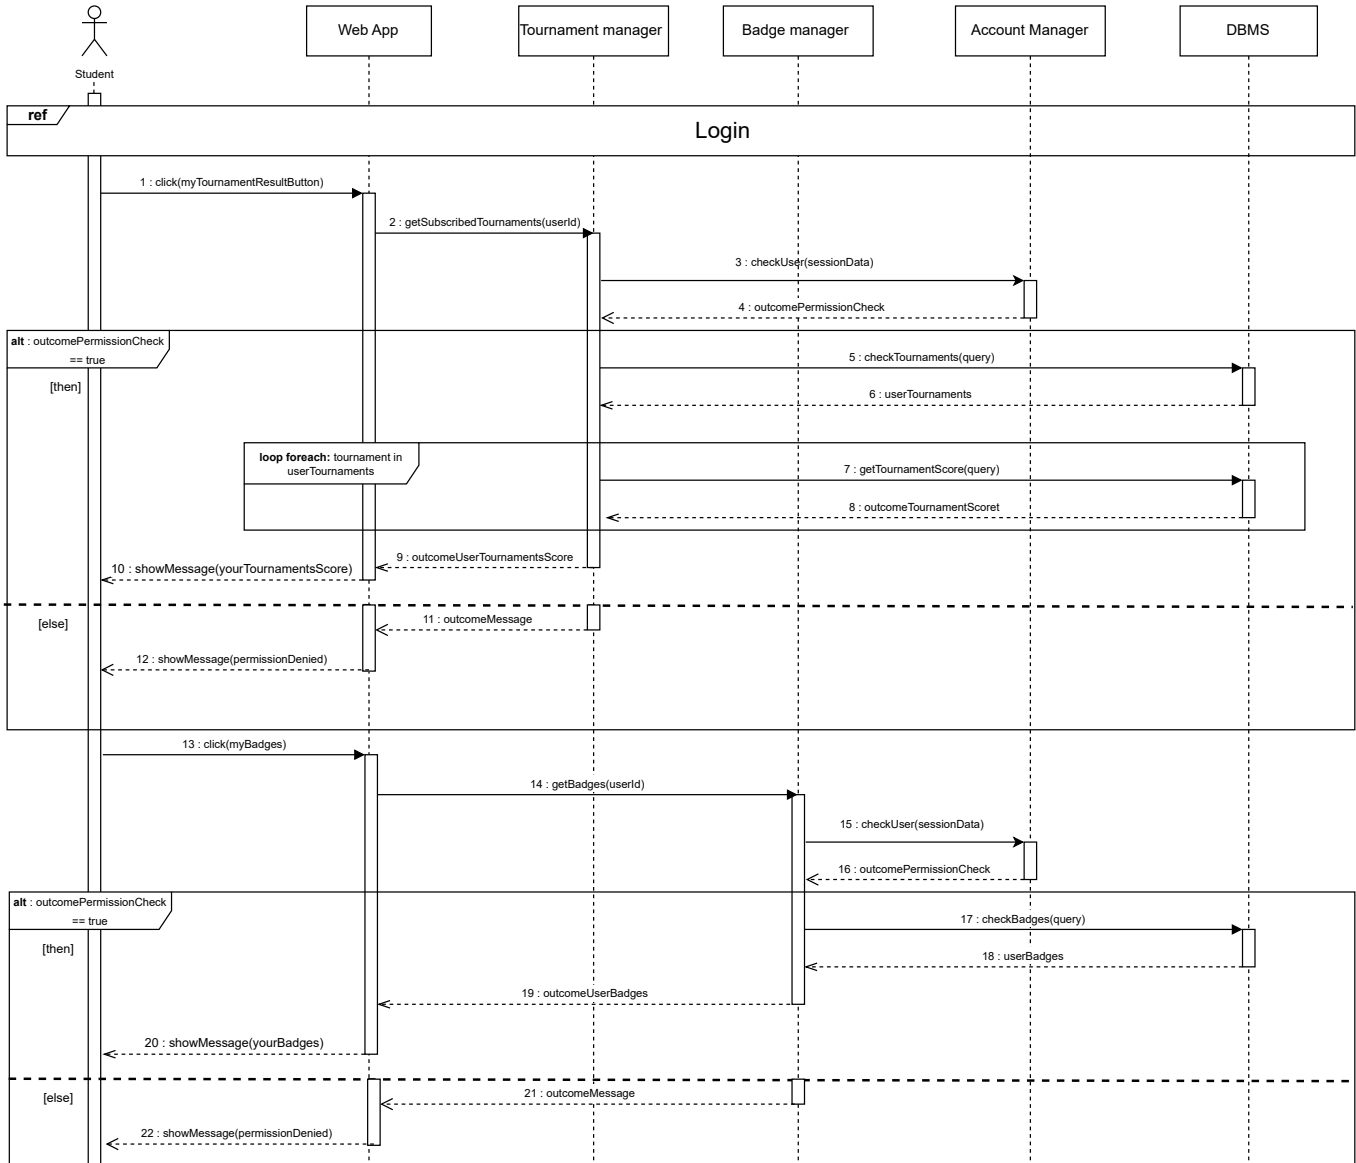 Student
Web App
Tournament manager
Badge manager
Account Manager
DBMS
ref
Login
1 : click(myTournamentResultButton)
2 : getSubscribedTournaments(userId)
3 : checkUser(sessionData)
4 : outcomePermissionCheck
alt : outcomePermissionCheck
== true
[then]
5 : checkTournaments(query)
6 : userTournaments
loop foreach: tournament in
userTournaments
7 : getTournamentScore(query)
8 : outcomeTournamentScoret
9 : outcomeUserTournamentsScore
10 : showMessage(yourTournamentsScore)
[else]
11 : outcomeMessage
12 : showMessage(permissionDenied)
13 : click(myBadges)
14 : getBadges(userId)
15 : checkUser(sessionData)
16 : outcomePermissionCheck
alt : outcomePermissionCheck
== true
[then]
17 : checkBadges(query)
18 : userBadges
19 : outcomeUserBadges
20 : showMessage(yourBadges)
[else]
21 : outcomeMessage
22 : showMessage(permissionDenied)